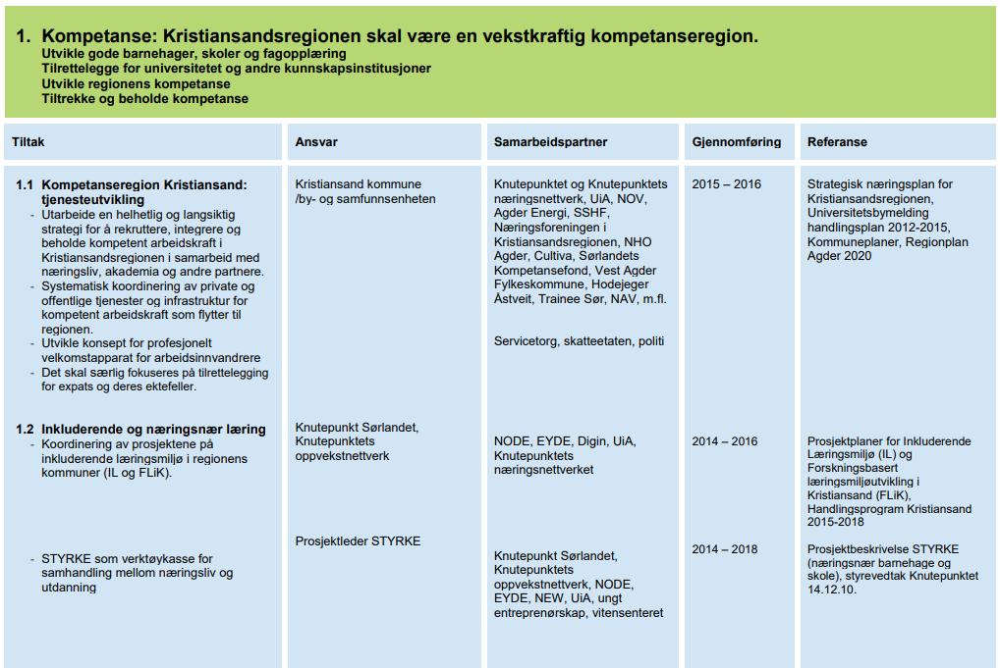 1. Kompetanse: Kristiansandsregionen skal være en vekstkraftig kompetanseregion.
Utvikle gode barnehager, skoler og fagopplæring
Tilrettelegge for universitetet og andre kunnskapsinstitusjoner
Utvikle regionens kompetanse
Tiltrekke og beholde kompetanse
Tiltak
Ansvar
Samarbeidspartner
Gjennomføring
Referanse
1.1 Kompetanseregion Kristiansand:
tjenesteutvikling
- Utarbeide en helhetlig og langsiktig
strategi for å rekruttere, integrere og
beholde kompetent arbeidskraft i
Kristiansandsregionen i samarbeid med
næringsliv, akademia og andre partnere.
- Systematisk koordinering av private og
offentlige tjenester og infrastruktur for
kompetent arbeidskraft som flytter til
regionen.
- Utvikle konsept for profesjonelt
velkomstapparat for arbeidsinnvandrere
- Det skal særlig fokuseres på tilrettelegging
for expats og deres ektefeller.
Kristiansand kommune
/by- og samfunnsenheten
Knutepunktet og Knutepunktets
næringsnettverk, UiA, NOV,
Agder Energi, SSHF,
Næringsforeningen i
Kristiansandsregionen, NHO
Agder, Cultiva, Sørlandets
Kompetansefond, Vest Agder
Fylkeskommune, Hodejeger
Åstveit, Trainee Sør, NAV, m.fl.
Servicetorg, skatteetaten, politi
2015 – 2016
Strategisk næringsplan for
Kristiansandsregionen,
Universitetsbymelding
handlingsplan 2012-2015,
Kommuneplaner, Regionplan
Agder 2020
1.2 Inkluderende og næringsnær læring
- Koordinering av prosjektene på
inkluderende læringsmiljø i regionens
kommuner (IL og FLiK).
Knutepunkt Sørlandet,
Knutepunktets
oppvekstnettverk
NODE, EYDE, Digin, UiA,
Knutepunktets
næringsnettverket
2014 – 2016
Prosjektplaner for Inkluderende
Læringsmiljø (IL) og
Forskningsbasert
læringsmiljøutvikling i
Kristiansand (FLiK),
Handlingsprogram Kristiansand
2015-2018
- STYRKE som verktøykasse for
samhandling mellom næringsliv og
utdanning
Prosjektleder STYRKE
Knutepunkt Sørlandet,
Knutepunktets
oppvekstnettverk, NODE,
EYDE, NEW, UiA, ungt
entreprenørskap, vitensenteret
2014 – 2018
Prosjektbeskrivelse STYRKE
(næringsnær barnehage og
skole), styrevedtak Knutepunktet
14.12.10.